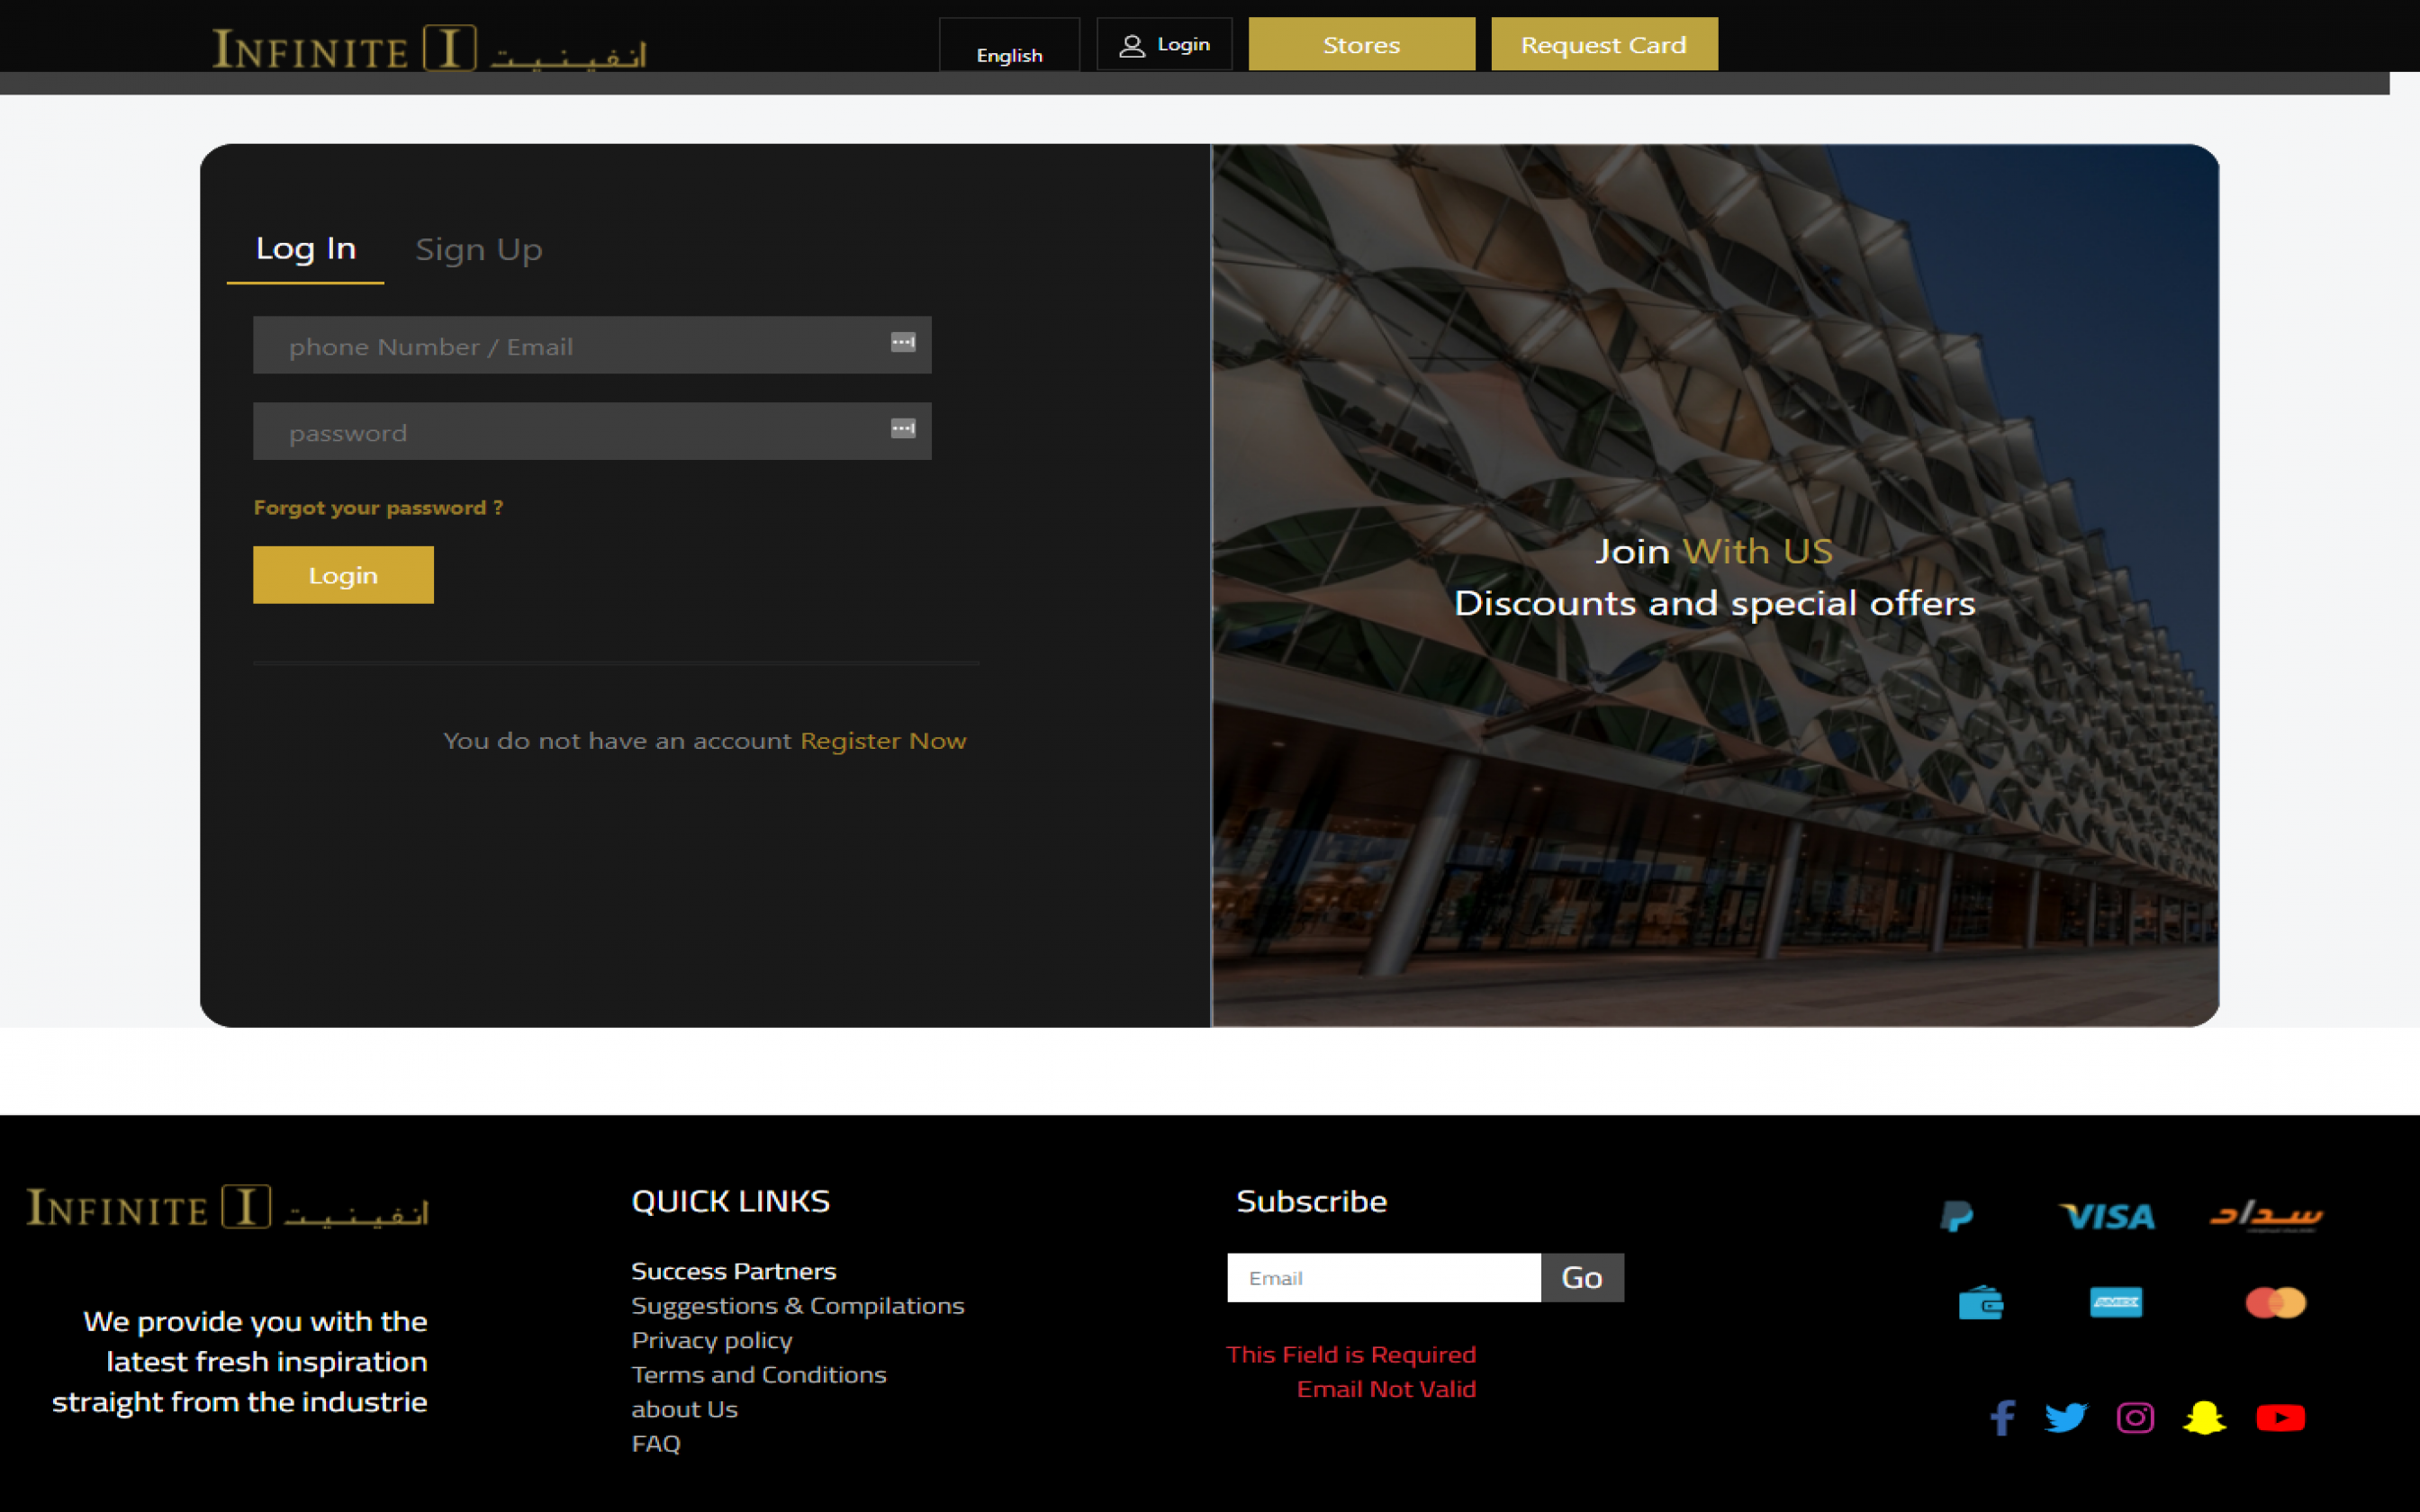 INFINITE I انفينيت
English
Login
Stores
Request Card
Log In
Sign Up
phone Number / Email
password
Forgot your password ?
Login
You do not have an account Register Now
Join With US
Discounts and special offers
INFINITE I انفينيت
We provide you with the
latest fresh inspiration
straight from the industrie
QUICK LINKS
Success Partners
Suggestions & Compilations
Privacy policy
Terms and Conditions
about Us
FAQ
Subscribe
Email
Go
This Field is Required
Email Not Valid
VISA
سداد
AMEX